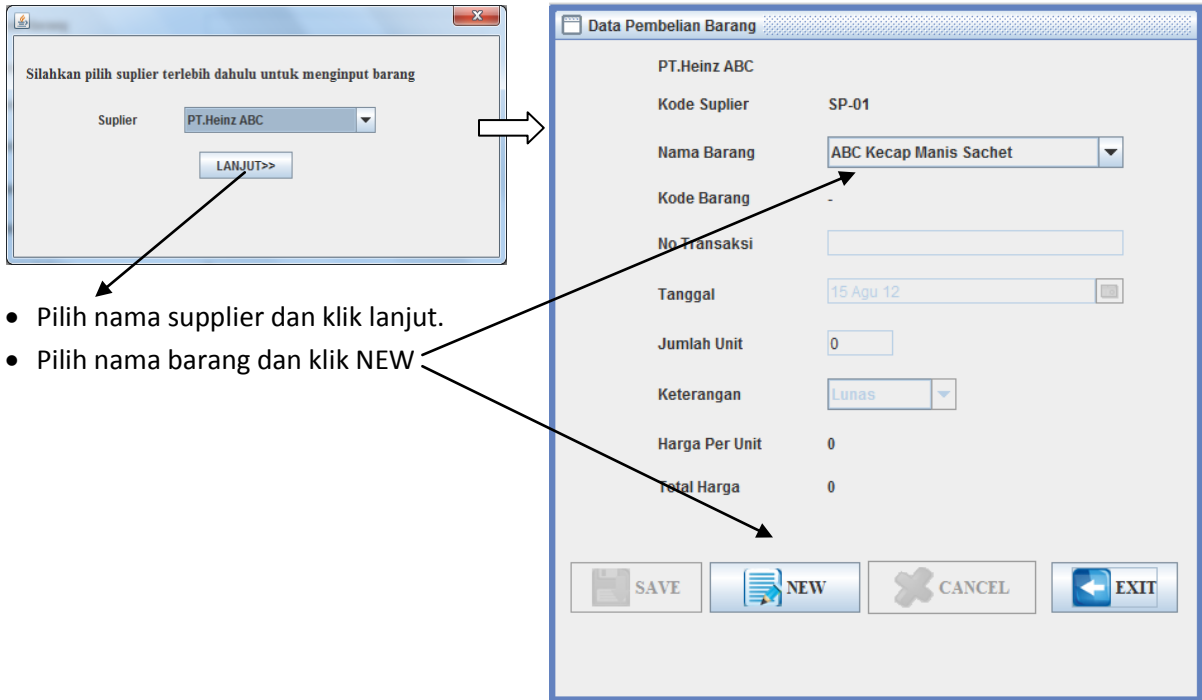 Silahkan pilih suplier terlebih dahulu untuk menginput barang
Suplier PT.Heinz ABC
LANJUT>>
• Pilih nama supplier dan klik lanjut.
• Pilih nama barang dan klik NEW
Data Pembelian Barang
PT.Heinz ABC
Kode Suplier SP-01
Nama Barang ABC Kecap Manis Sachet
Kode Barang -
No Transaksi
Tanggal 15 Agu 12
Jumlah Unit 0
Keterangan Lunas
Harga Per Unit 0
Total Harga 0
SAVE NEW CANCEL EXIT